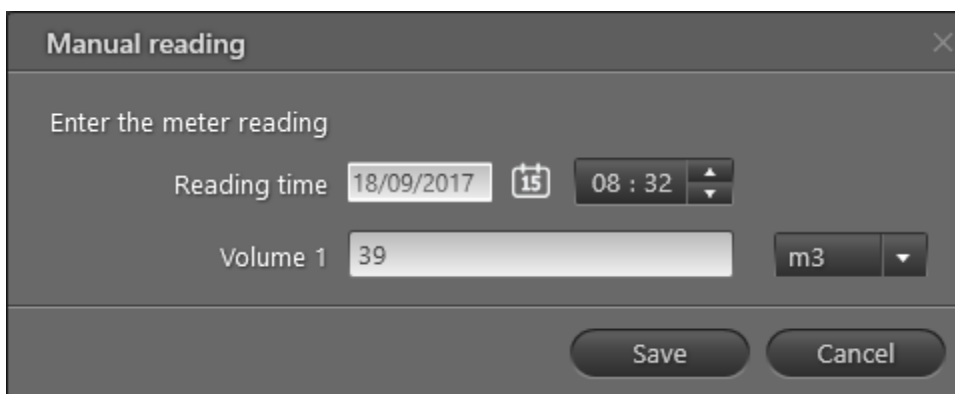 Manual reading
Enter the meter reading
Reading time 18/09/2017 15 08 : 32
Volume 1 39 m3
Save Cancel